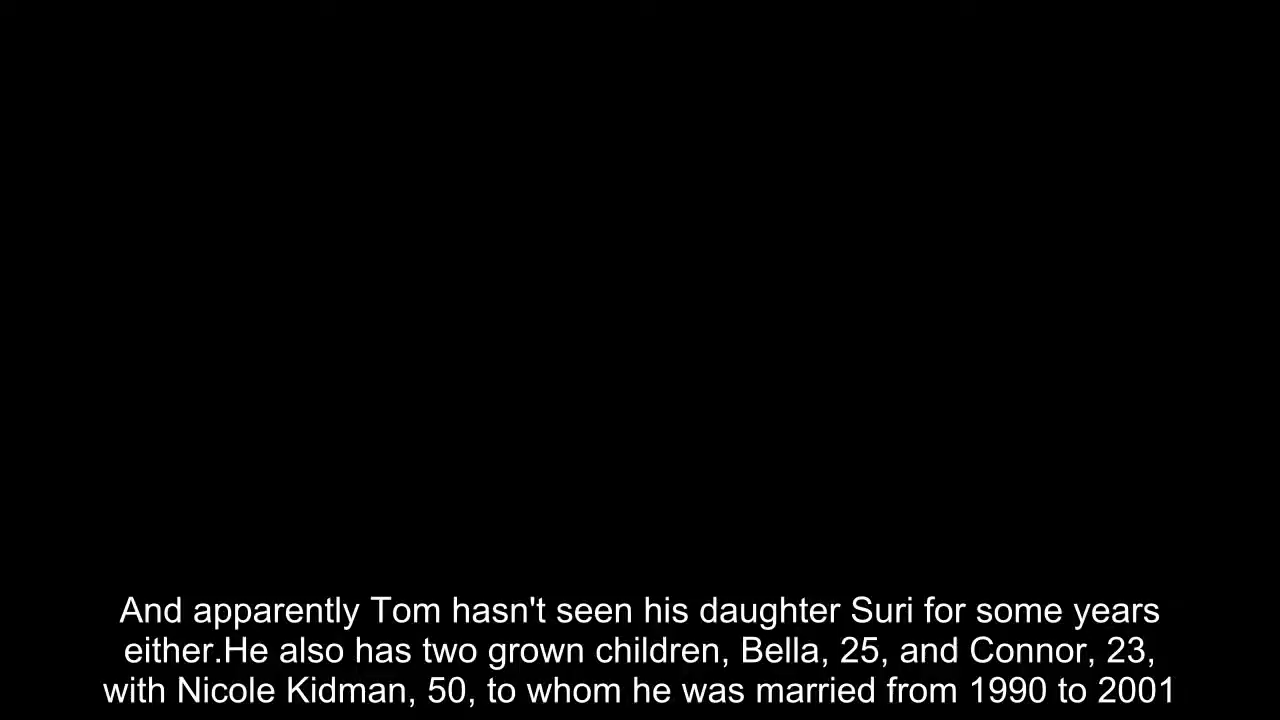 And apparently Tom hasn't seen his daughter Suri for some years
either.He also has two grown children, Bella, 25, and Connor, 23,
with Nicole Kidman, 50, to whom he was married from 1990 to 2001